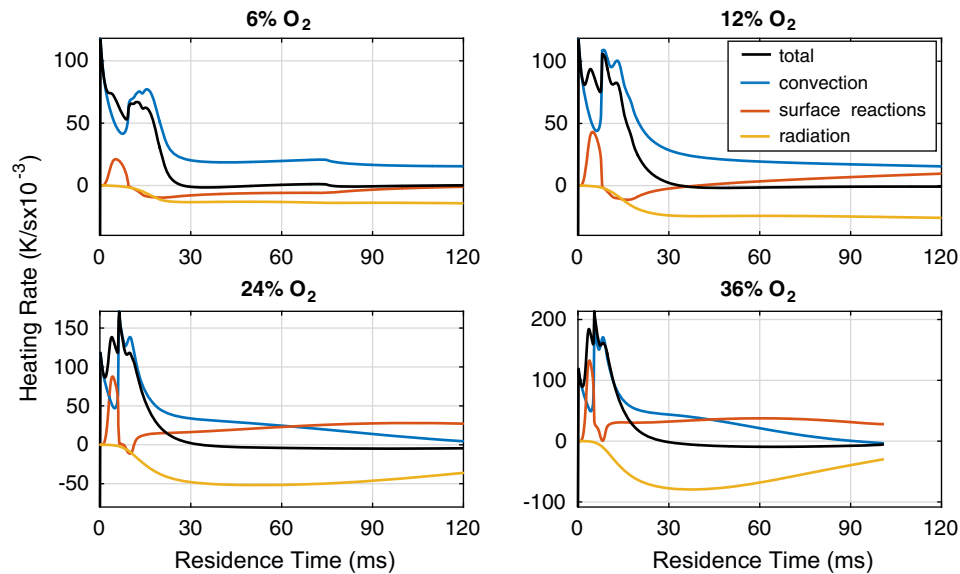 6% O2
12% O2
100
50
0
0 30 60 90 120
100
50
0
0 30 60 90 120
total
convection
surface reactions
radiation
24% O2
36% O2
150
100
50
0
-50
0 30 60 90 120
200
100
0
-100
0 30 60 90 120
Heating Rate (K/sx10-3)
Residence Time (ms)
Residence Time (ms)